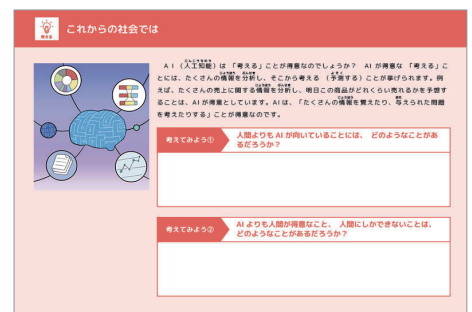 考える
これからの社会では
AI（人工知能）は「考える」ことが得意なのでしょうか？ AIが得意な「考える」こ
とには、たくさんの情報を分析し、そこから考える（予測する）ことが挙げられます。例
えば、たくさんの売上に関する情報を分析し、明日この商品がどれくらい売れるかを予想す
ることは、AIが得意としています。AIは、「たくさんの情報を覚えたり、与えられた問題
を考えたりする」ことが得意なのです。
考えてみよう①
人間よりもAIが向いていることには、どのようなことがあ
るだろうか？
考えてみよう②
AIよりも人間が得意なこと、人間にしかできないことは、
どのようなことがあるだろうか？